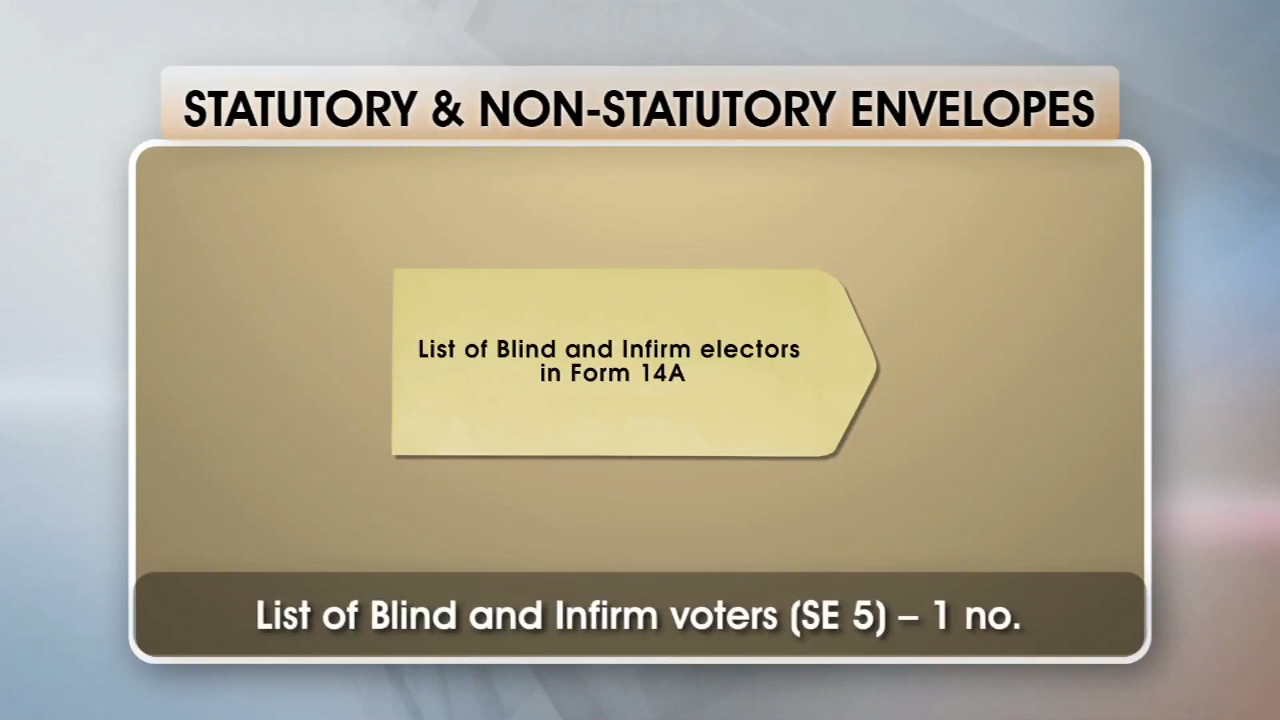 STATUTORY & NON-STATUTORY ENVELOPES
List of Blind and Infirm electors
in Form 14A
List of Blind and Infirm voters (SE 5) – 1 no.